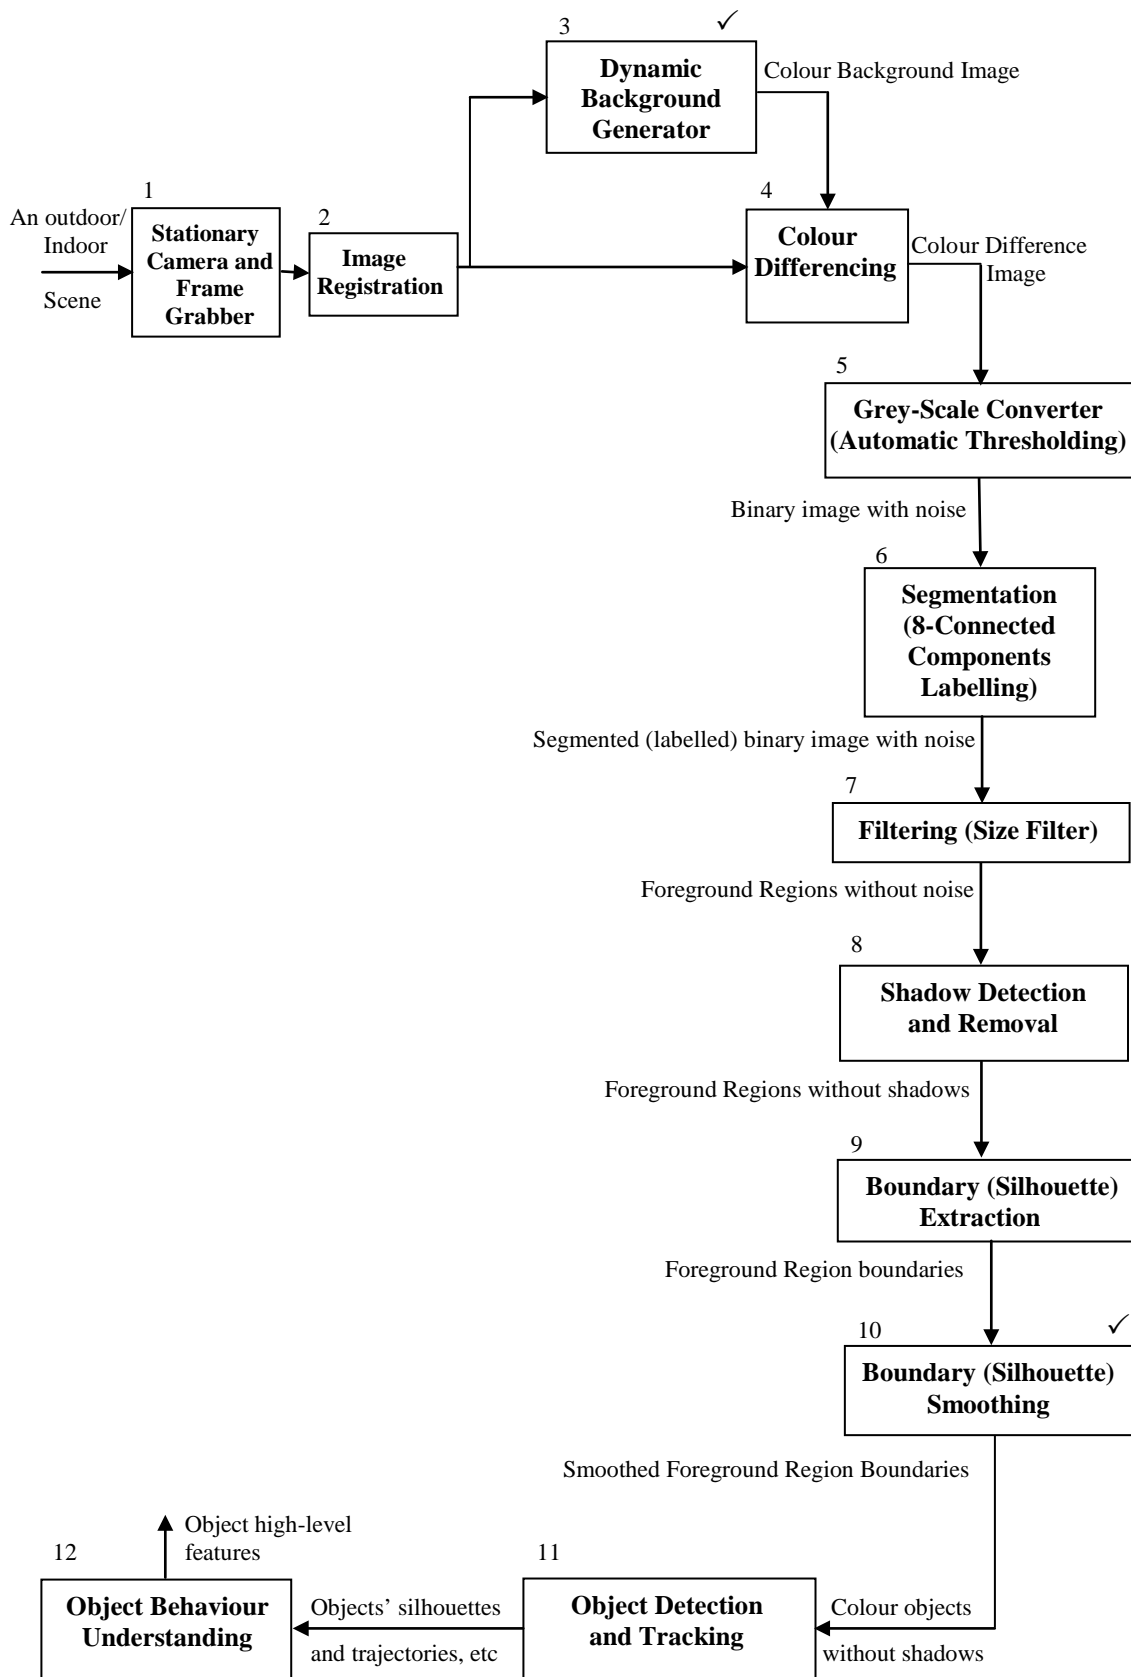 3
✓
Dynamic
Background
Generator
Colour Background Image
1
An outdoor/
Indoor
Scene
Stationary
Camera and
Frame
Grabber
2
Image
Registration
4
Colour
Differencing
Colour Difference
Image
5
Grey-Scale Converter
(Automatic Thresholding)
Binary image with noise
6
Segmentation
(8-Connected
Components
Labelling)
Segmented (labelled) binary image with noise
7
Filtering (Size Filter)
Foreground Regions without noise
8
Shadow Detection
and Removal
Foreground Regions without shadows
9
Boundary (Silhouette)
Extraction
Foreground Region boundaries
10
✓
Boundary (Silhouette)
Smoothing
Smoothed Foreground Region Boundaries
Colour objects
without shadows
11
Object Detection
and Tracking
Objects’ silhouettes
and trajectories, etc
12
Object Behaviour
Understanding
Object high-level
features